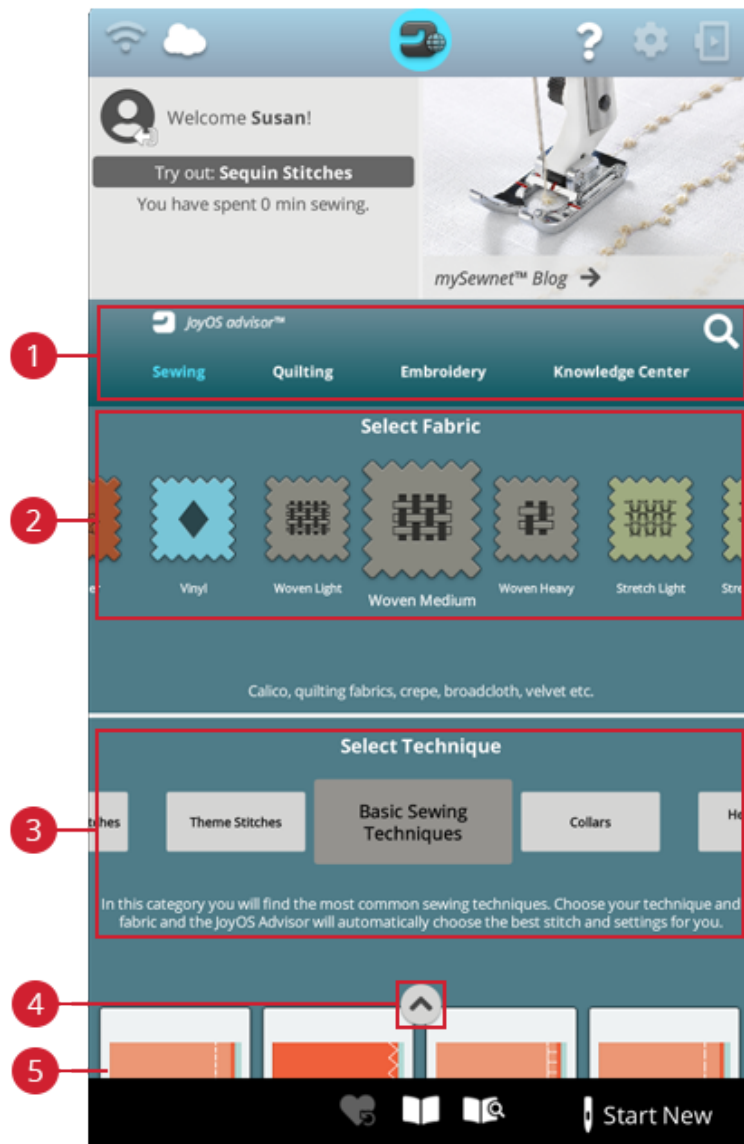 Welcome Susan!
Try out: Sequin Stitches
You have spent 0 min sewing.
mySewnet™ Blog →
1
JoyOS advisor™
Sewing Quilting Embroidery Knowledge Center
2
Select Fabric
er Vinyl Woven Light Woven Medium Woven Heavy Stretch Light Stre
Calico, quilting fabrics, crepe, broadcloth, velvet etc.
3
Select Technique
tches Theme Stitches Basic Sewing Techniques Collars He
In this category you will find the most common sewing techniques. Choose your technique and
fabric and the JoyOS Advisor will automatically choose the best stitch and settings for you.
4
5
Start New